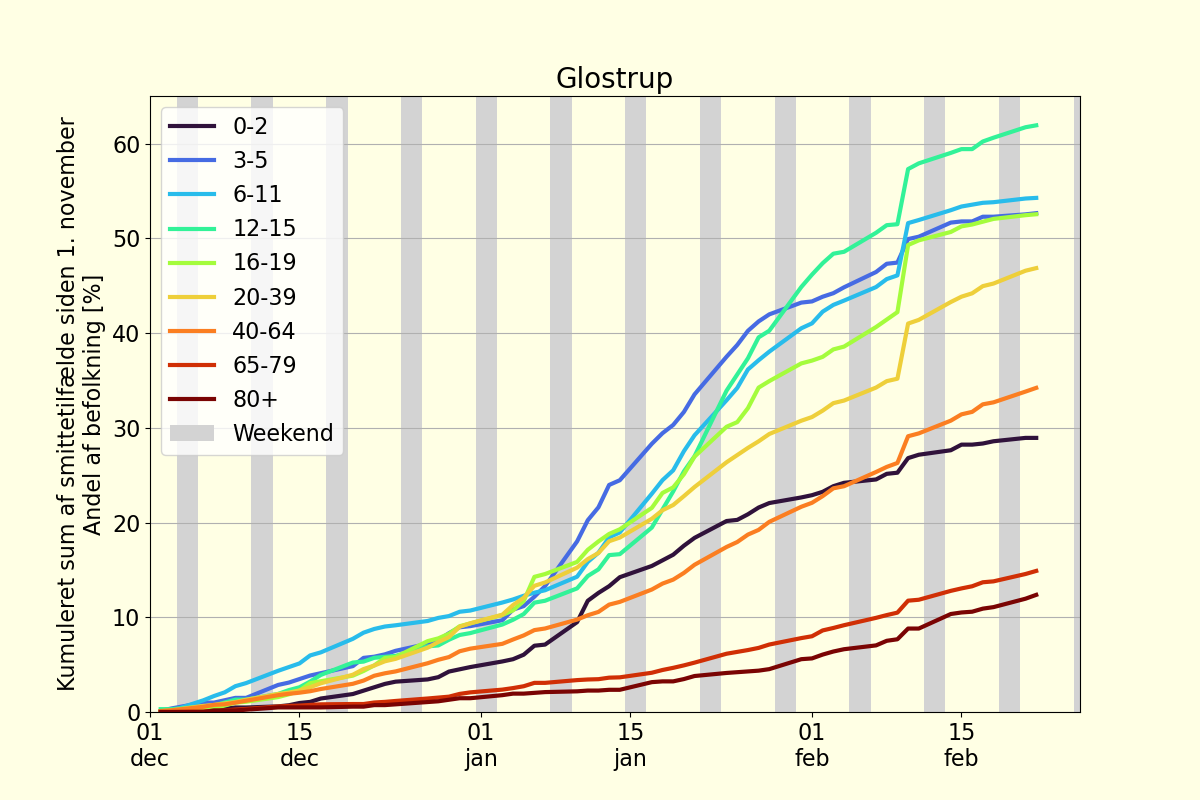 Glostrup
Kumuleret sum af smittetilfælde siden 1. november
Andel af befolkning [%]
60
50
40
30
20
10
0
0-2
3-5
6-11
12-15
16-19
20-39
40-64
65-79
80+
Weekend
01 15 01 15 01 15
dec dec jan jan feb feb